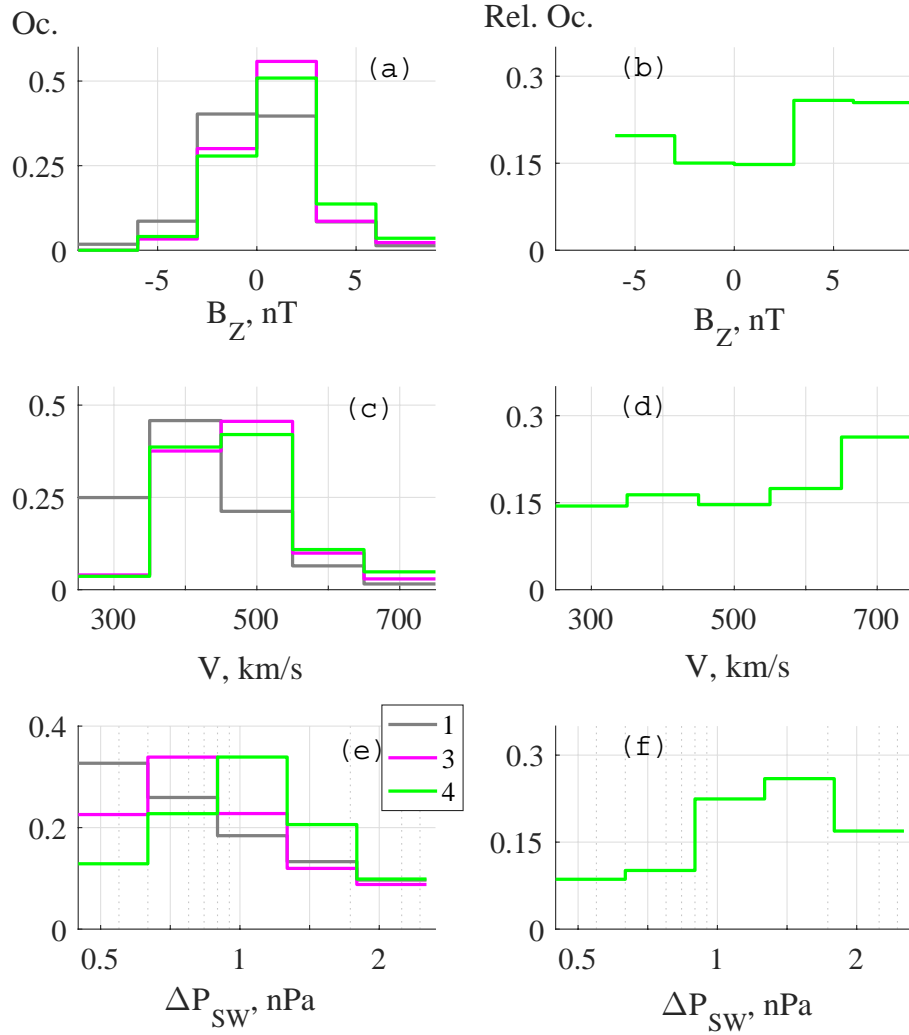 Oc.
Rel. Oc.
(a)
0.5
0.25
0
-5 0 5
B_Z, nT
(b)
0.3
0.15
0
-5 0 5
B_Z, nT
(c)
0.5
0.25
0
300 500 700
V, km/s
(d)
0.3
0.15
0
300 500 700
V, km/s
(e)
0.4
0.2
0
0.5 1 2
ΔP_SW, nPa
1
3
4
(f)
0.3
0.15
0
0.5 1 2
ΔP_SW, nPa